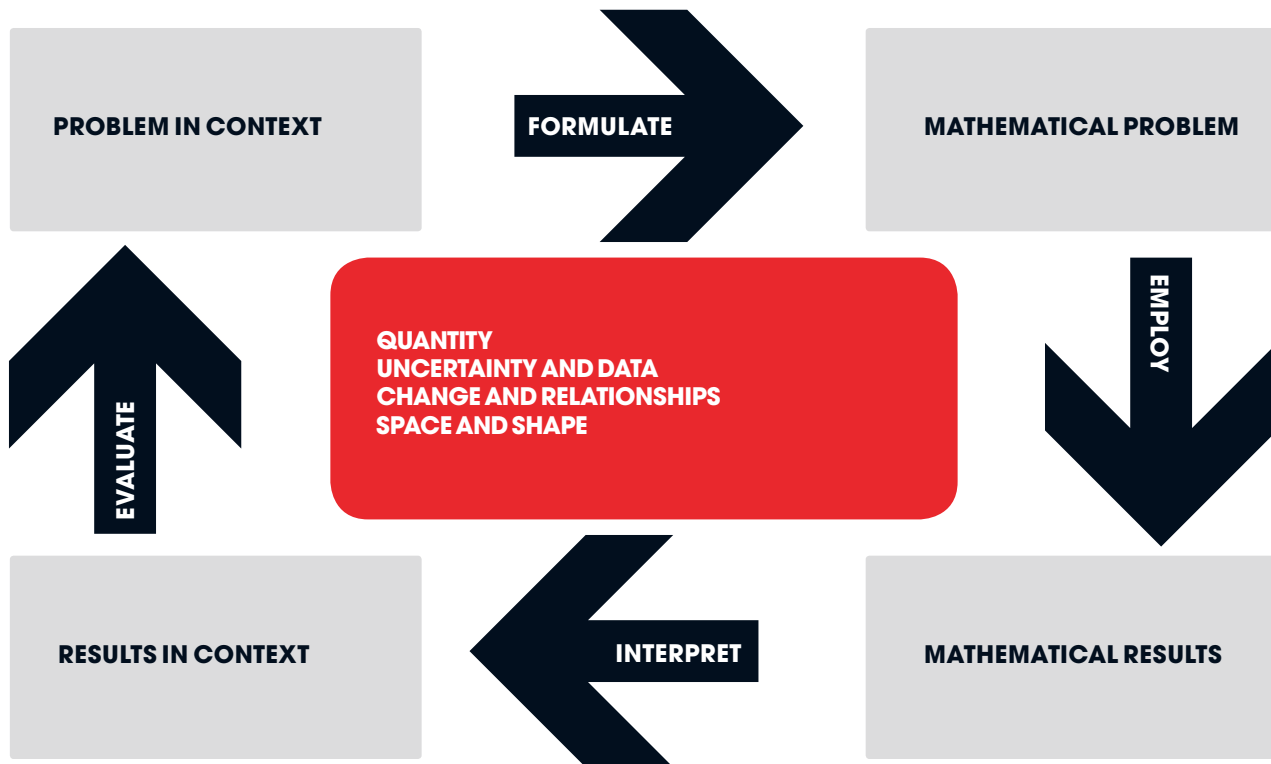 PROBLEM IN CONTEXT
FORMULATE
MATHEMATICAL PROBLEM
EMPLOY
QUANTITY
UNCERTAINTY AND DATA
CHANGE AND RELATIONSHIPS
SPACE AND SHAPE
EVALUATE
RESULTS IN CONTEXT
INTERPRET
MATHEMATICAL RESULTS